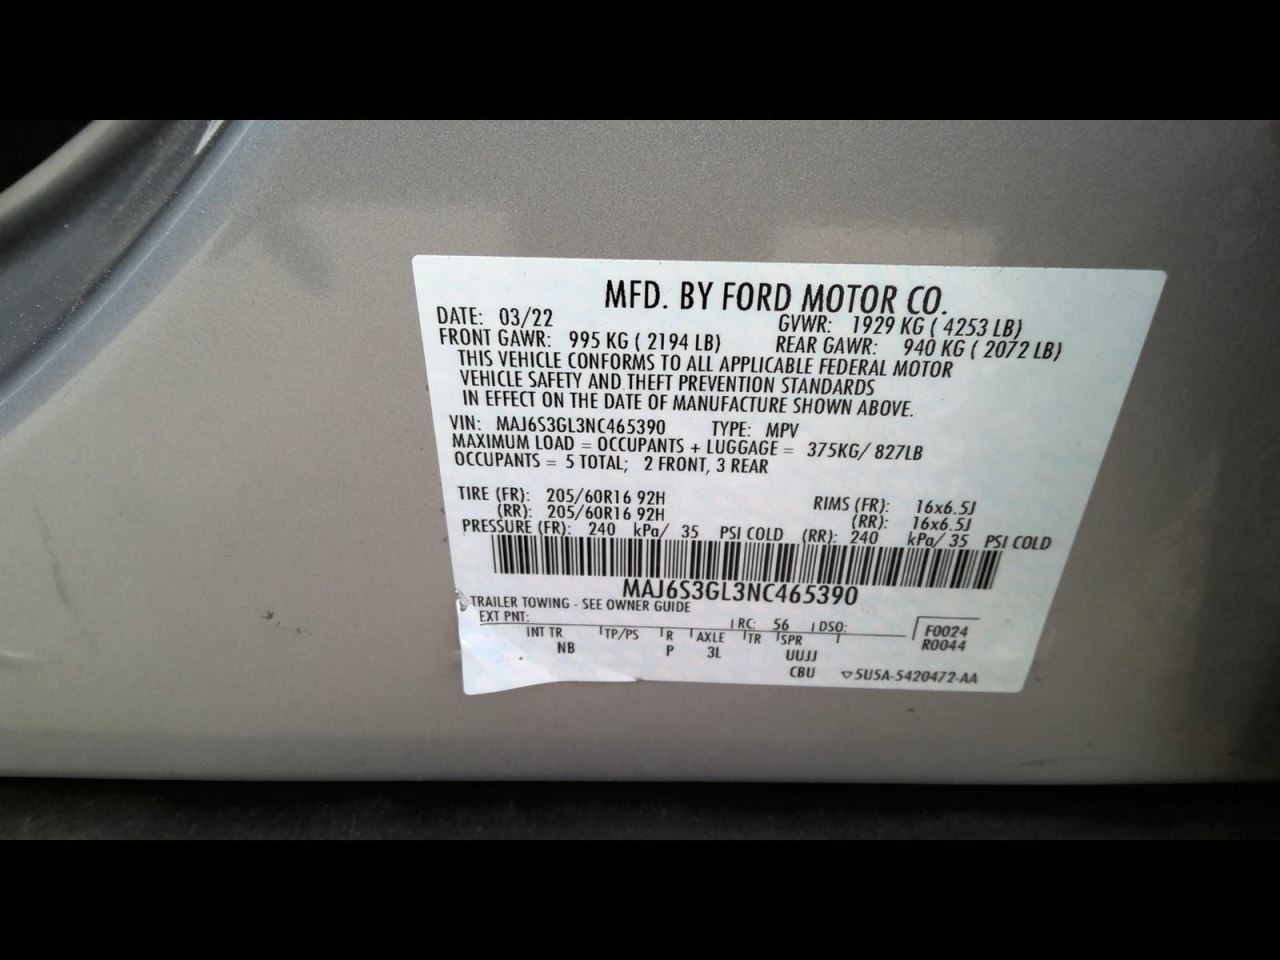 MFD. BY FORD MOTOR CO.
DATE: 03/22 GVWR: 1929 KG ( 4253 LB)
FRONT GAWR: 995 KG ( 2194 LB) REAR GAWR: 940 KG ( 2072 LB)
THIS VEHICLE CONFORMS TO ALL APPLICABLE FEDERAL MOTOR
VEHICLE SAFETY AND THEFT PREVENTION STANDARDS
IN EFFECT ON THE DATE OF MANUFACTURE SHOWN ABOVE.
VIN: MAJ6S3GL3NC465390 TYPE: MPV
MAXIMUM LOAD = OCCUPANTS + LUGGAGE = 375KG/ 827LB
OCCUPANTS = 5 TOTAL; 2 FRONT, 3 REAR
TIRE (FR): 205/60R16 92H RIMS (FR): 16x6.5J
(RR): 205/60R16 92H (RR): 16x6.5J
PRESSURE (FR): 240 kPa/ 35 PSI COLD (RR): 240 kPa/ 35 PSI COLD
MAJ6S3GL3NC465390
TRAILER TOWING - SEE OWNER GUIDE
EXT PNT: RC: 56 DSO:
F0024
R0044
INT TR TP/PS R AXLE TR SPR
NB P 3L UUJJ
CBU ▽5U5A-5420472-AA